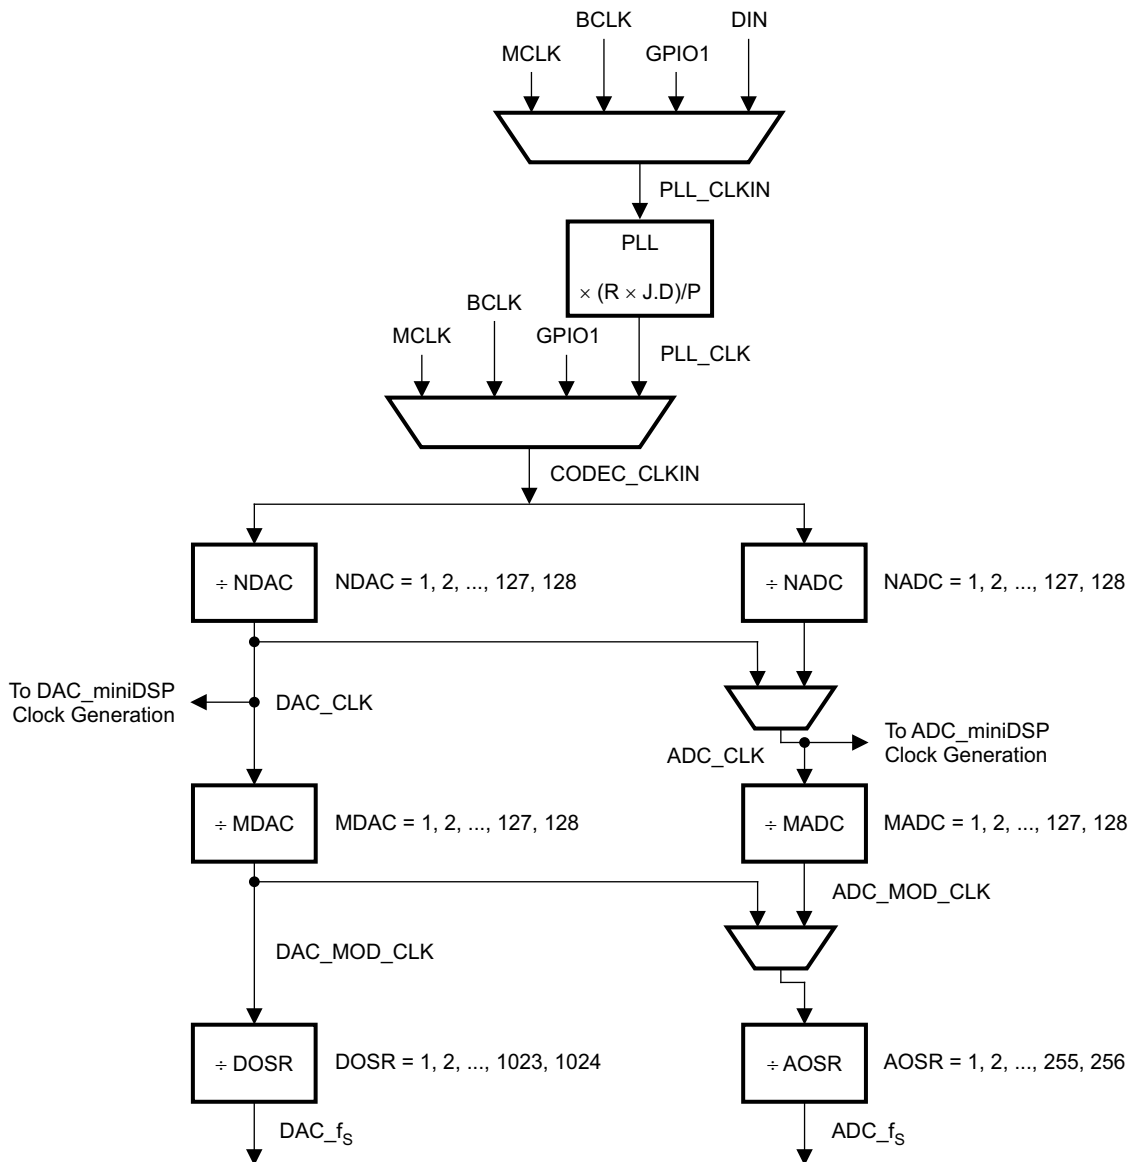 BCLK
DIN
MCLK
GPIO1
PLL_CLKIN
PLL
× (R × J.D)/P
BCLK
MCLK
GPIO1
PLL_CLK
CODEC_CLKIN
÷ NDAC
NDAC = 1, 2, ..., 127, 128
÷ NADC
NADC = 1, 2, ..., 127, 128
To DAC_miniDSP
Clock Generation
DAC_CLK
To ADC_miniDSP
Clock Generation
ADC_CLK
÷ MDAC
MDAC = 1, 2, ..., 127, 128
÷ MADC
MADC = 1, 2, ..., 127, 128
ADC_MOD_CLK
DAC_MOD_CLK
÷ DOSR
DOSR = 1, 2, ..., 1023, 1024
÷ AOSR
AOSR = 1, 2, ..., 255, 256
DAC_fS
ADC_fS